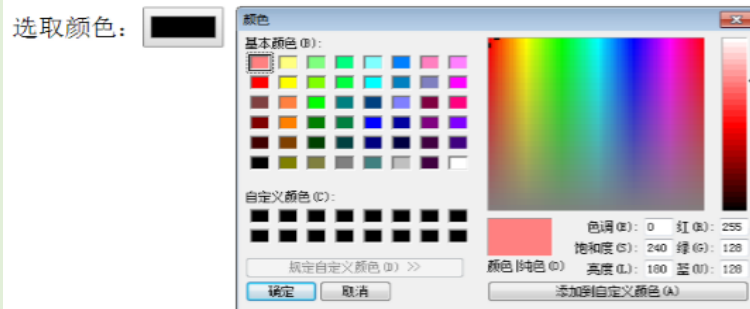 选取颜色：
颜色
基本颜色(B):
自定义颜色(C):
规定自定义颜色(D) >>
确定 取消
颜色|纯色(O)
色调(E): 0 红(R): 255
饱和度(S): 240 绿(G): 128
亮度(L): 180 蓝(U): 128
添加到自定义颜色(A)